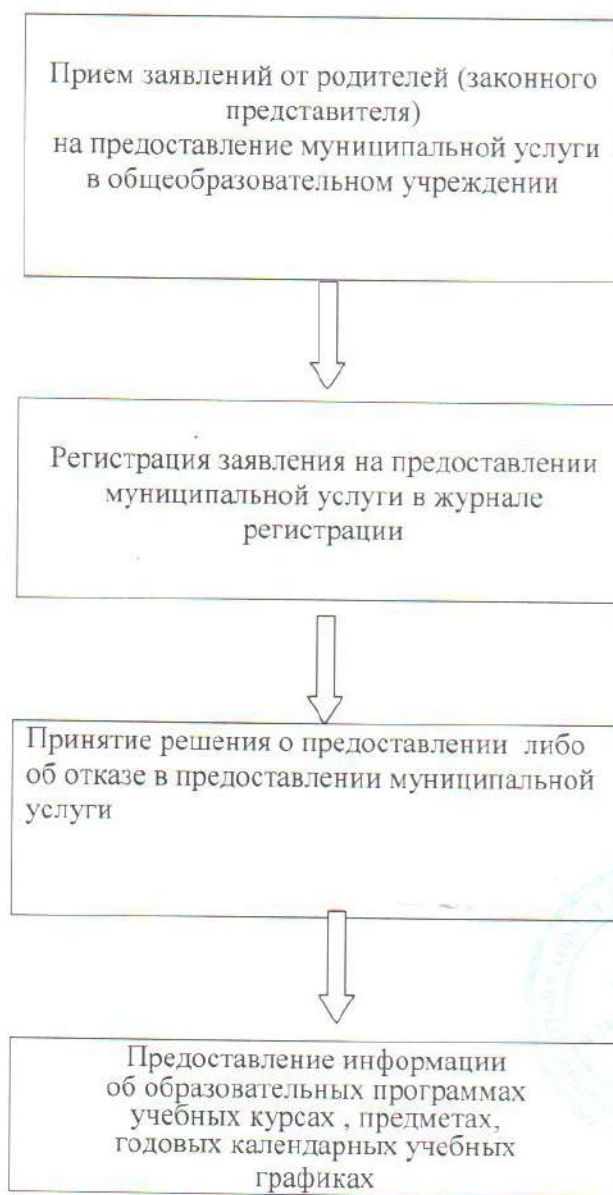 Прием заявлений от родителей (законного
представителя)
на предоставление муниципальной услуги
в общеобразовательном учреждении
Регистрация заявления на предоставлении
муниципальной услуги в журнале
регистрации
Принятие решения о предоставлении либо
об отказе в предоставлении муниципальной
услуги
Предоставление информации
об образовательных программах
учебных курсах , предметах,
годовых календарных учебных
графиках